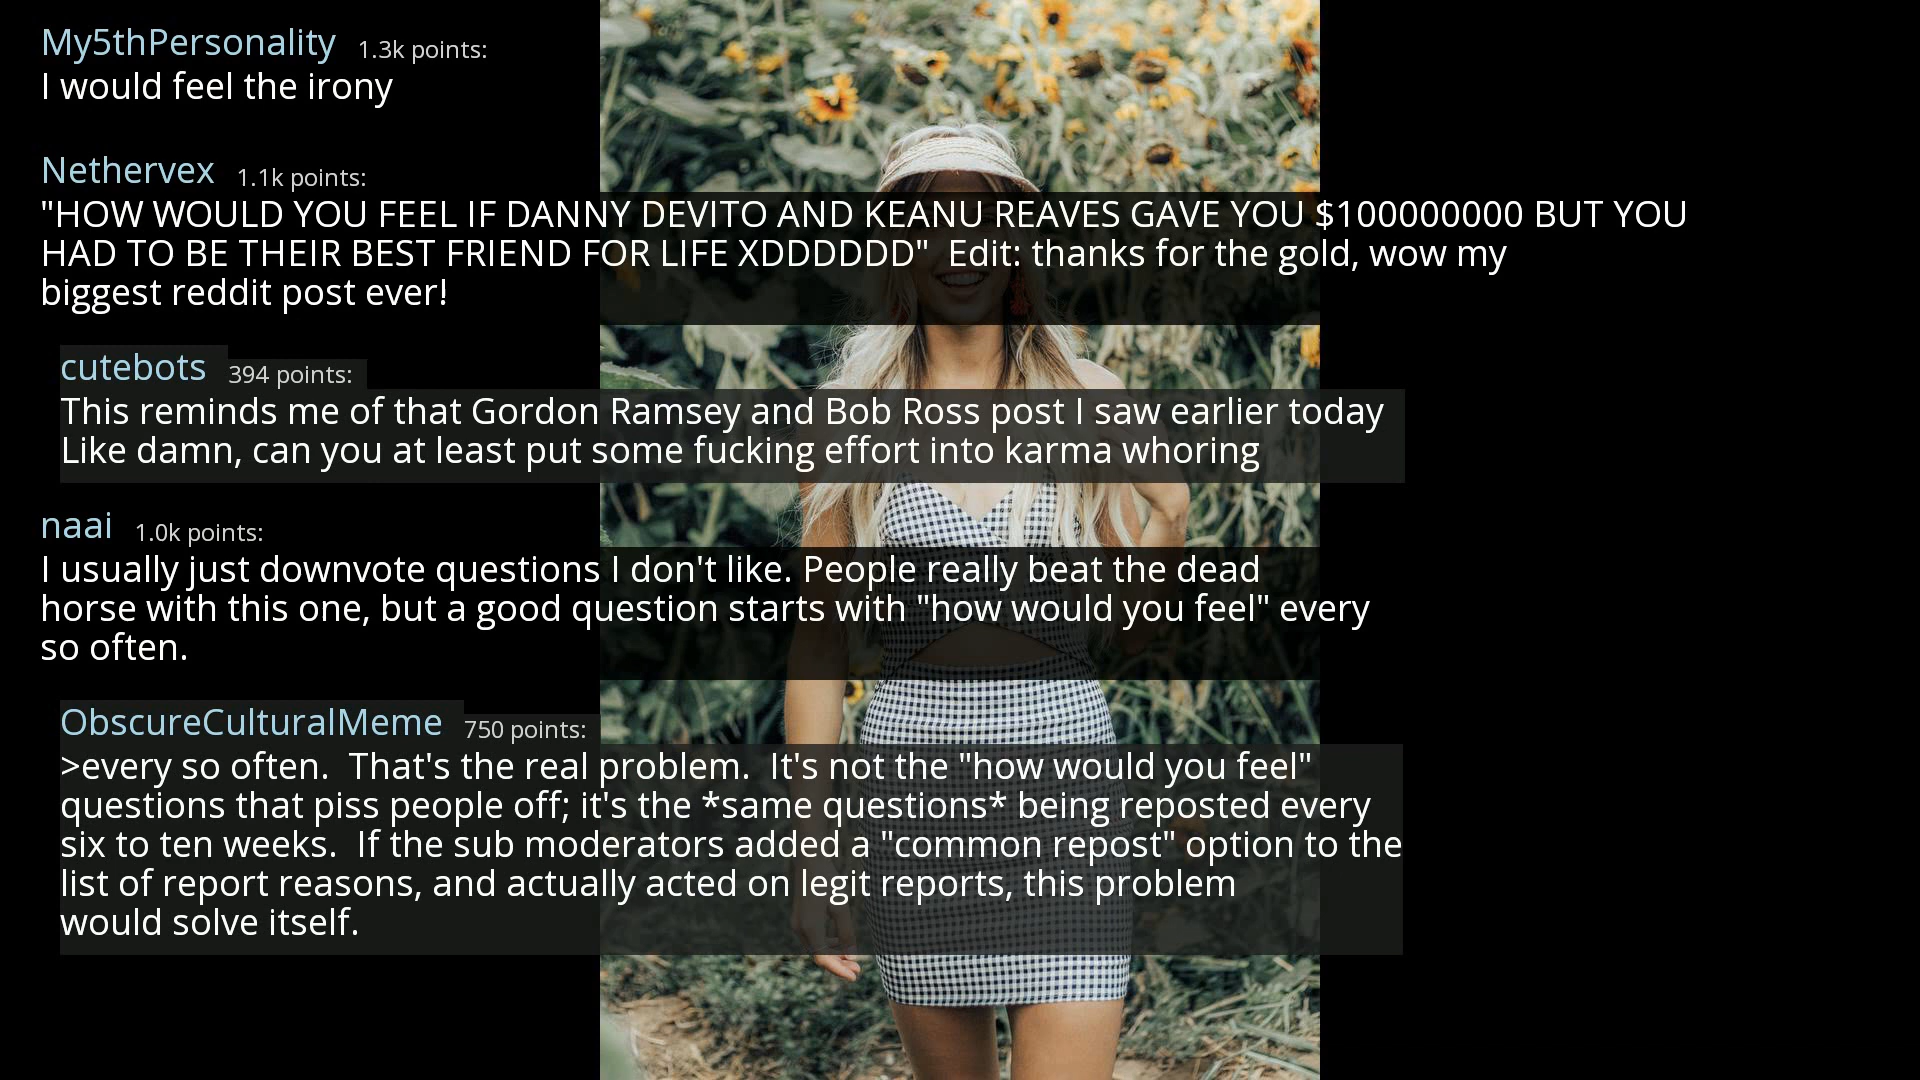 My5thPersonality 1.3k points:
I would feel the irony
Nethervex 1.1k points:
"HOW WOULD YOU FEEL IF DANNY DEVITO AND KEANU REAVES GAVE YOU $100000000 BUT YOU
HAD TO BE THEIR BEST FRIEND FOR LIFE XDDDDDD"  Edit: thanks for the gold, wow my
biggest reddit post ever!
cutebots 394 points:
This reminds me of that Gordon Ramsey and Bob Ross post I saw earlier today
Like damn, can you at least put some fucking effort into karma whoring
naai 1.0k points:
I usually just downvote questions I don't like. People really beat the dead
horse with this one, but a good question starts with "how would you feel" every
so often.
ObscureCulturalMeme 750 points:
>every so often.  That's the real problem.  It's not the "how would you feel"
questions that piss people off; it's the *same questions* being reposted every
six to ten weeks.  If the sub moderators added a "common repost" option to the
list of report reasons, and actually acted on legit reports, this problem
would solve itself.